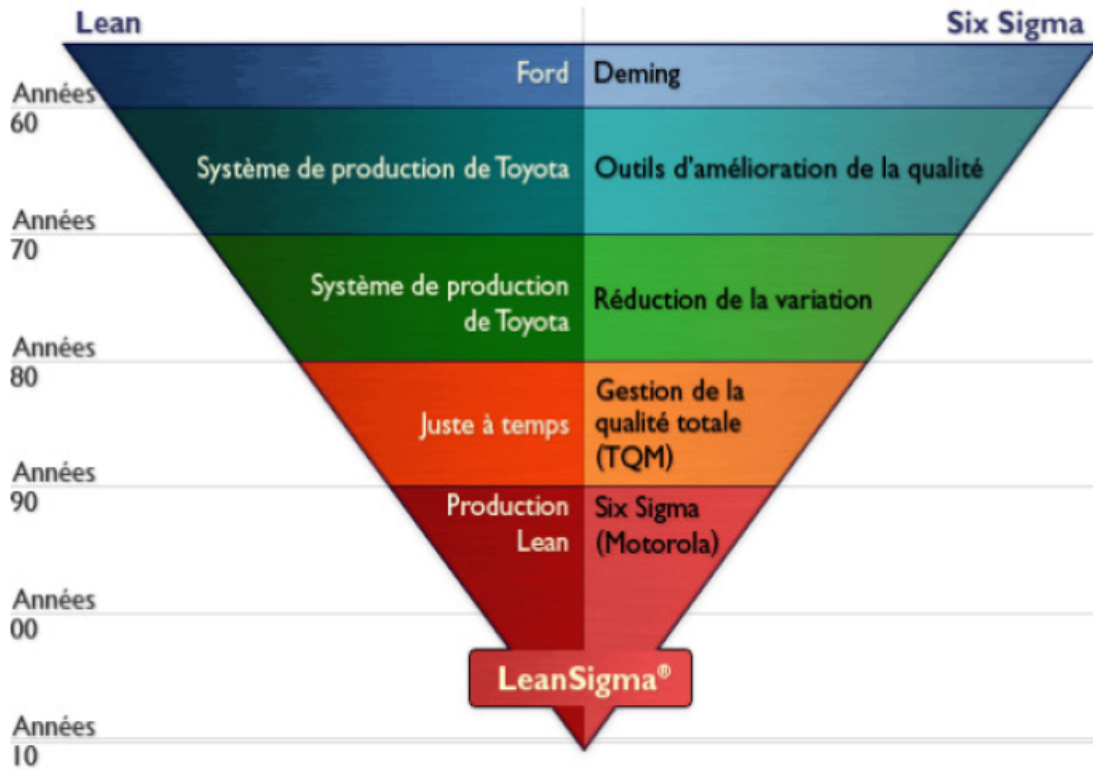 Lean
Six Sigma
Ford
Deming
Années
60
Système de production de Toyota
Outils d'amélioration de la qualité
Années
70
Système de production
de Toyota
Réduction de la variation
Années
80
Juste à temps
Gestion de la
qualité totale
(TQM)
Années
90
Production
Lean
Six Sigma
(Motorola)
Années
00
LeanSigma®
Années
10